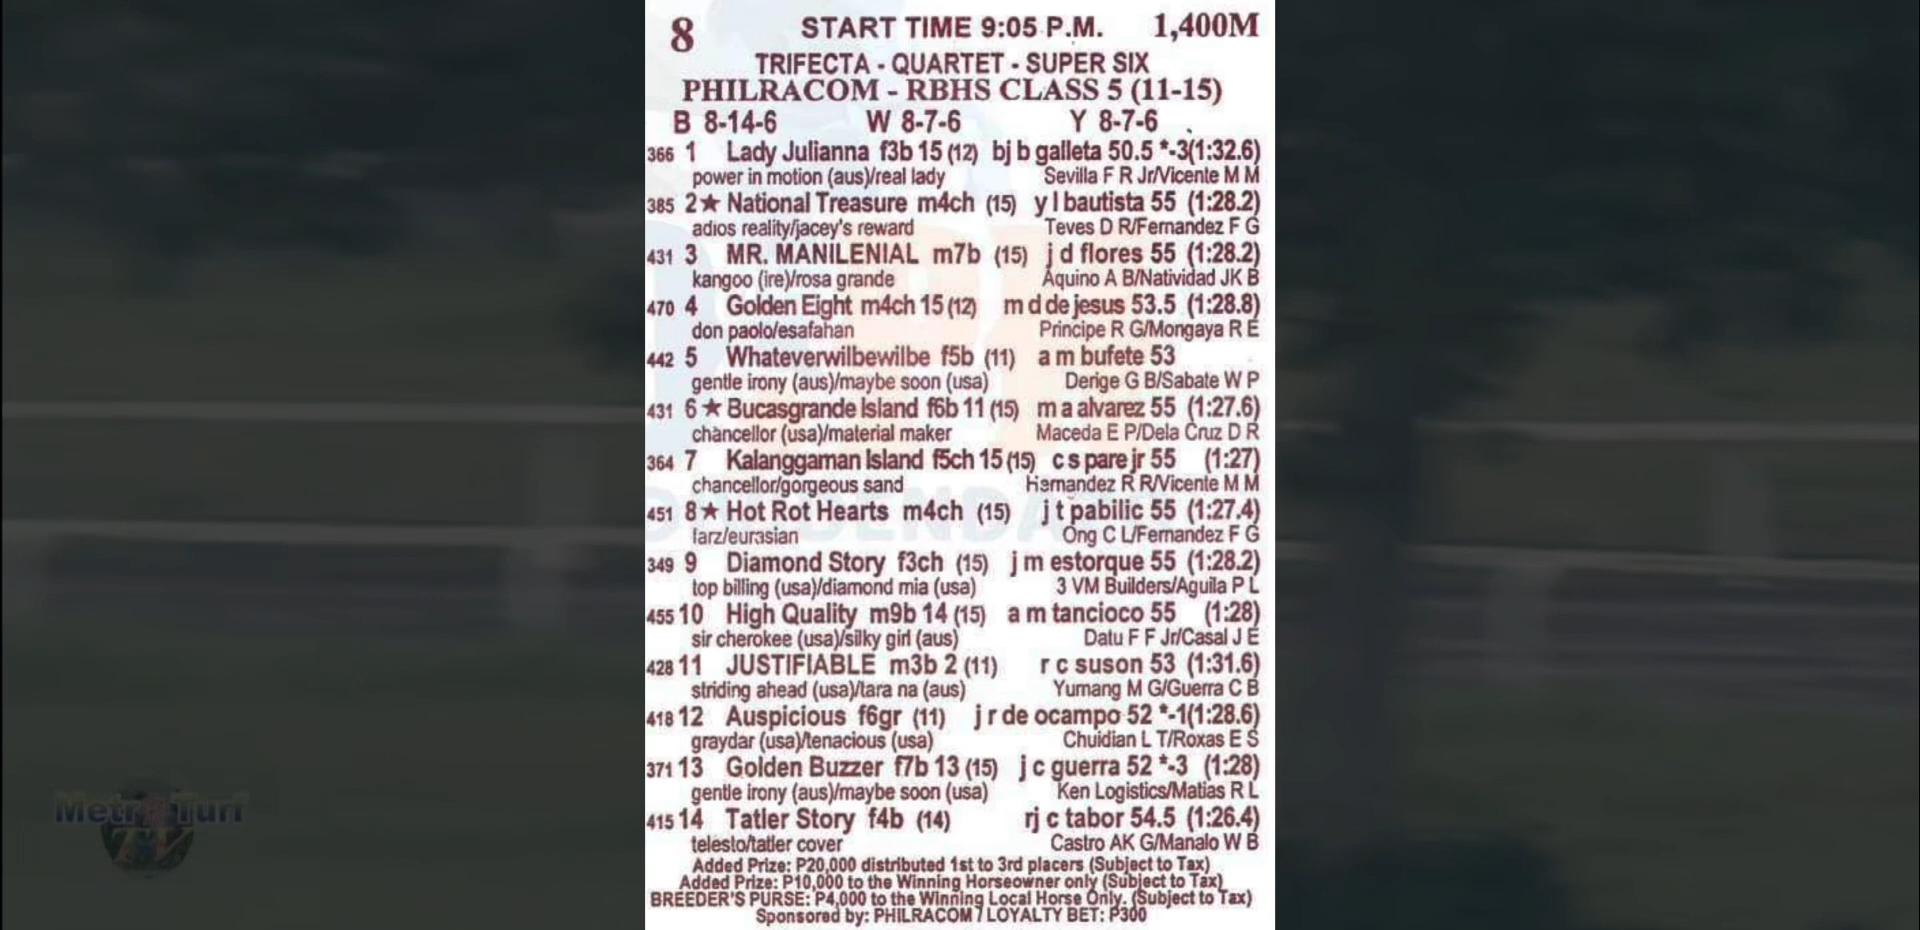 8 START TIME 9:05 P.M. 1,400M
TRIFECTA - QUARTET - SUPER SIX
PHILRACOM - RBHS CLASS 5 (11-15)
B 8-14-6 W 8-7-6 Y 8-7-6
366 1 Lady Julianna f3b 15 (12) bj b galleta 50.5 *-3(1:32.6)
power in motion (aus)/real lady Sevilla F R Jr/Vicente M M
385 2★ National Treasure m4ch (15) y l bautista 55 (1:28.2)
adios reality/jacey's reward Teves D R/Fernandez F G
431 3 MR. MANILENIAL m7b (15) j d flores 55 (1:28.2)
kangoo (ire)/rosa grande Aquino A B/Natividad JK B
470 4 Golden Eight m4ch 15 (12) m d de jesus 53.5 (1:28.8)
don paolo/esafahan Principe R G/Mongaya R E
442 5 Whateverwilbewilbe f5b (11) a m bufete 53
gentle irony (aus)/maybe soon (usa) Derige G B/Sabate W P
431 6★ Bucasgrande Island f6b 11 (15) m a alvarez 55 (1:27.6)
chancellor (usa)/material maker Maceda E P/Dela Cruz D R
364 7 Kalanggaman Island f5ch 15 (15) c s pare jr 55 (1:27)
chancellor/gorgeous sand Hernandez R R/Vicente M M
451 8★ Hot Rot Hearts m4ch (15) j t pabilic 55 (1:27.4)
farz/eurasian Ong C L/Fernandez F G
349 9 Diamond Story f3ch (15) j m estorque 55 (1:28.2)
top billing (usa)/diamond mia (usa) 3 VM Builders/Aguila P L
455 10 High Quality m9b 14 (15) a m tancioco 55 (1:28)
sir cherokee (usa)/silky girl (aus) Datu F F Jr/Casal J E
428 11 JUSTIFIABLE m3b 2 (11) r c suson 53 (1:31.6)
striding ahead (usa)/tara na (aus) Yumang M G/Guerra C B
418 12 Auspicious f6gr (11) j r de ocampo 52 *-1(1:28.6)
graydar (usa)/tenacious (usa) Chuidian L T/Roxas E S
371 13 Golden Buzzer f7b 13 (15) j c guerra 52 *-3 (1:28)
gentle irony (aus)/maybe soon (usa) Ken Logistics/Matias R L
415 14 Tatler Story f4b (14) rj c tabor 54.5 (1:26.4)
telesto/tatler cover Castro AK G/Manalo W B
Added Prize: P20,000 distributed 1st to 3rd placers (Subject to Tax)
Added Prize: P10,000 to the Winning Horseowner only (Subject to Tax)
BREEDER'S PURSE: P4,000 to the Winning Local Horse Only. (Subject to Tax)
Sponsored by: PHILRACOM / LOYALTY BET: P300
Metro Turf